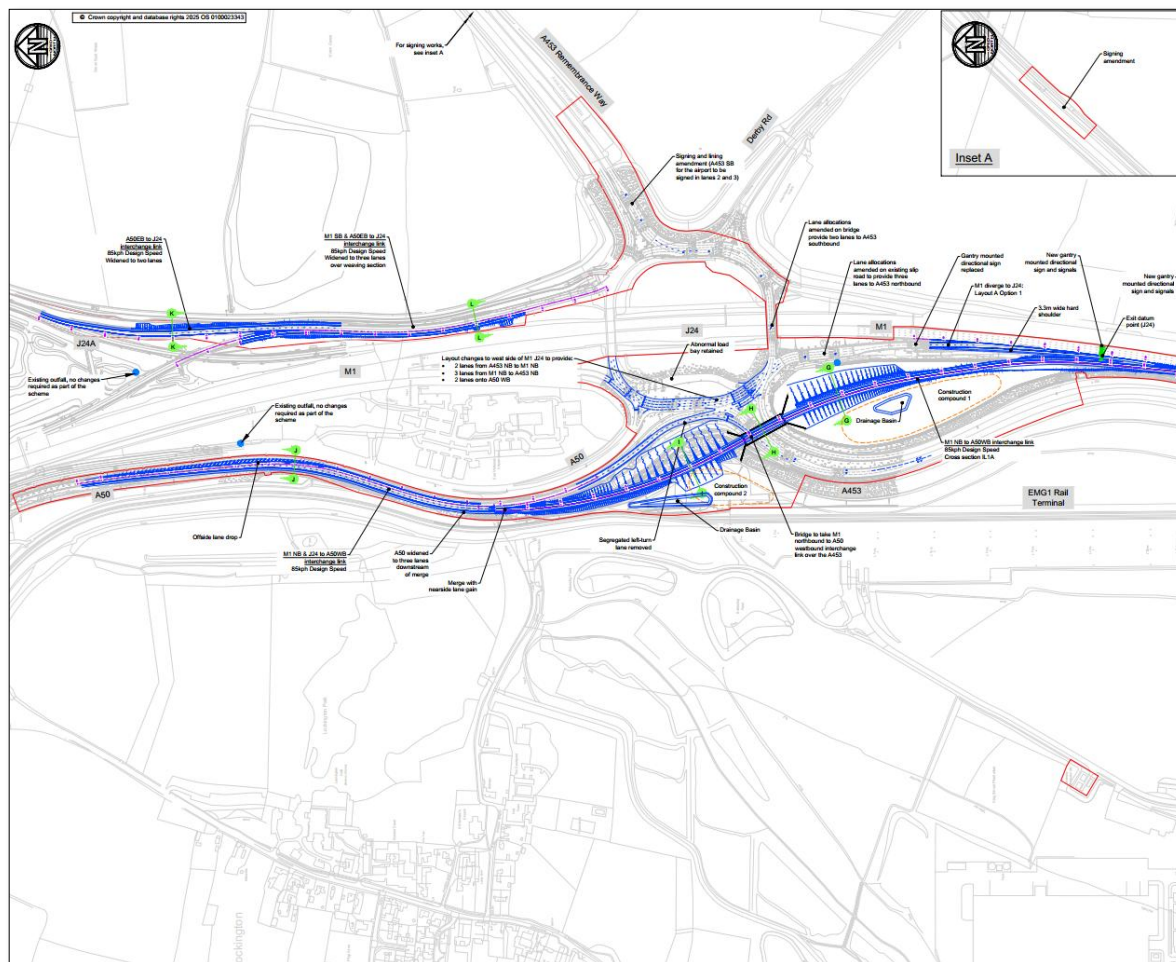 © Crown copyright and database rights 2025 OS 0100023343
N
For signing works,
see inset A
A453 Remembrance Way
Derby Rd
N
Signing
amendment
Inset A
Signing and lining
amendment (A453 SB
for the airport to be
signed in lanes 2 and 3)
A50EB to J24
interchange link
85kph Design Speed
Widened to two lanes
M1 SB & A50EB to J24
interchange link
85kph Design Speed
Widened to three lanes
over weaving section
Lane allocations
amended on bridge
provide two lanes to A453
southbound
Lane allocations
amended on existing slip
road to provide three
lanes to A453 northbound
Gantry mounted
directional sign
replaced
New gantry
mounted directional
sign and signals
M1 diverge to J24:
Layout A Option 1
New gantry
mounted directional
sign and signals
3.3m wide hard
shoulder
Exit datum
point (J24)
K
K
L
L
J24A
J24
M1
M1
Abnormal load
bay retained
Existing outfall, no changes
required as part of the
scheme
Layout changes to west side of M1 J24 to provide:
• 2 lanes from A453 NB to M1 NB
• 3 lanes from M1 NB to A453 NB
• 2 lanes onto A50 WB
G
G
Construction
compound 1
Drainage Basin
Existing outfall, no changes
required as part of the
scheme
H
H
I
I
M1 NB to A50WB interchange link
85kph Design Speed
Cross section IL1A
J
J
A50
A50
A453
EMG1 Rail
Terminal
Construction
compound 2
Drainage Basin
Offside lane drop
M1 NB & J24 to A50WB
interchange link
85kph Design Speed
A50 widened
to three lanes
downstream
of merge
Merge with
nearside lane gain
Segregated left-turn
lane removed
Bridge to take M1
northbound to A50
westbound interchange
link over the A453
Lockington Park
ockington